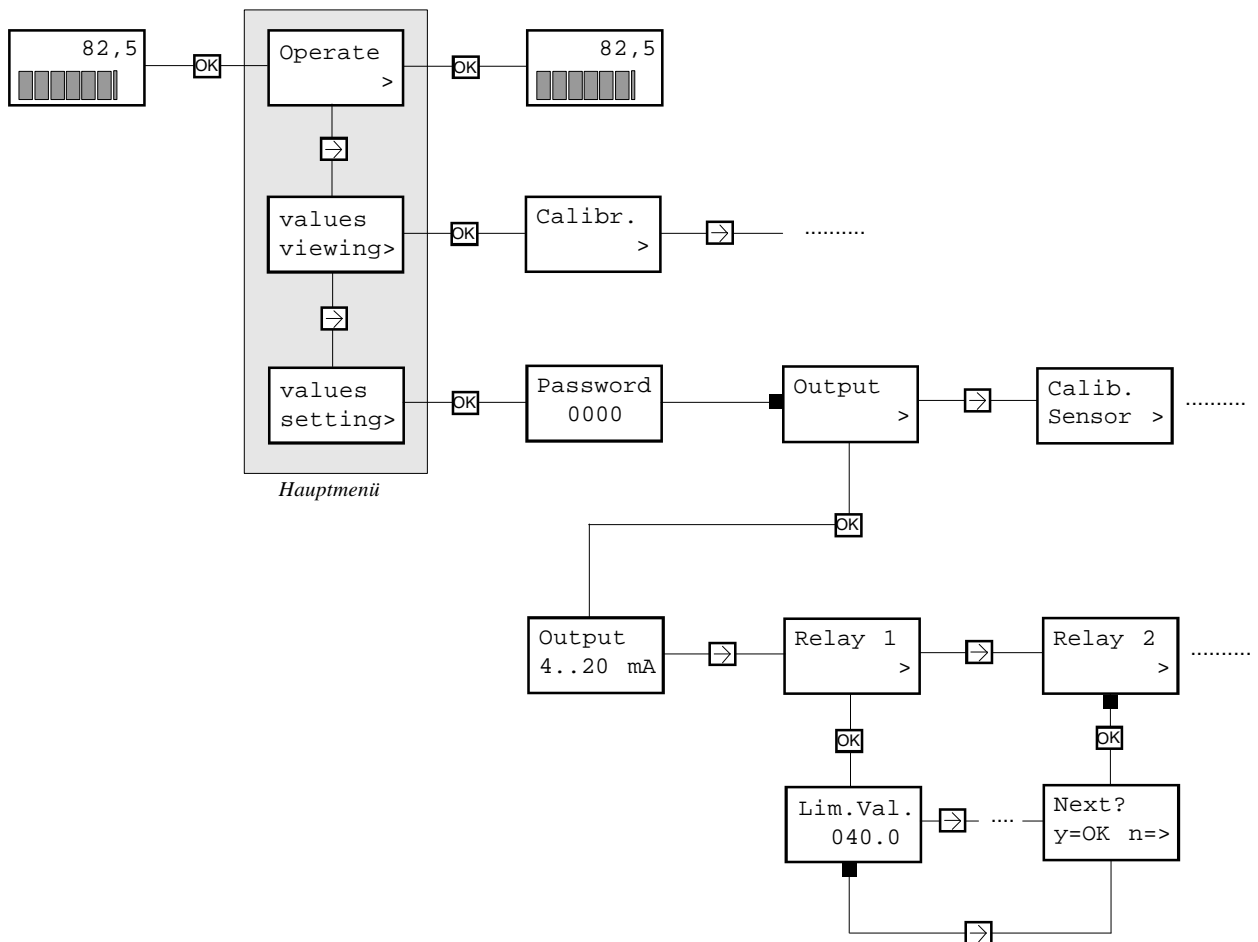 82,5
OK
Operate
>
OK
82,5
values
viewing>
OK
Calibr.
>
..........
values
setting>
OK
Password
0000
Output
>
Calib.
Sensor >
..........
Hauptmenü
OK
Output
4..20 mA
Relay 1
>
Relay 2
>
..........
OK
OK
Lim.Val.
040.0
....
Next?
y=OK n=>